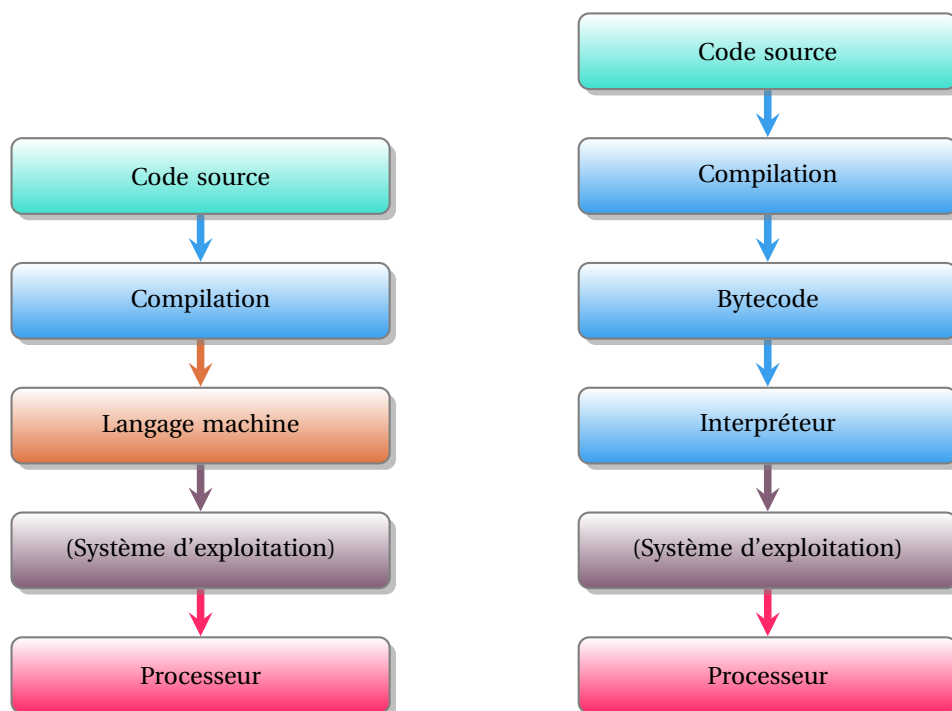 Code source
Compilation
Langage machine
(Système d'exploitation)
Processeur
Code source
Compilation
Bytecode
Interpréteur
(Système d'exploitation)
Processeur